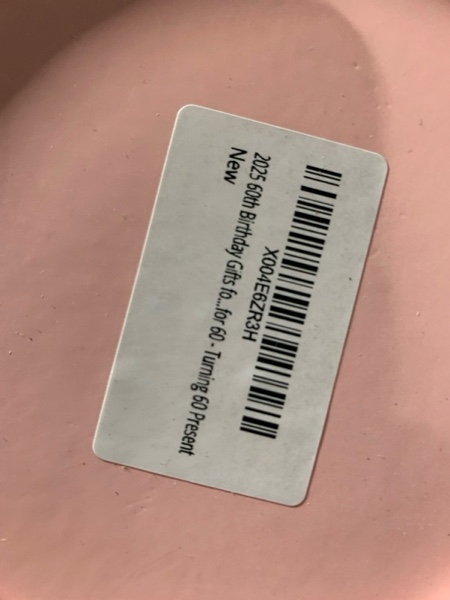 X004E6ZR3H
2025 60th Birthday Gifts fo...for 60 - Turning 60 Present
New